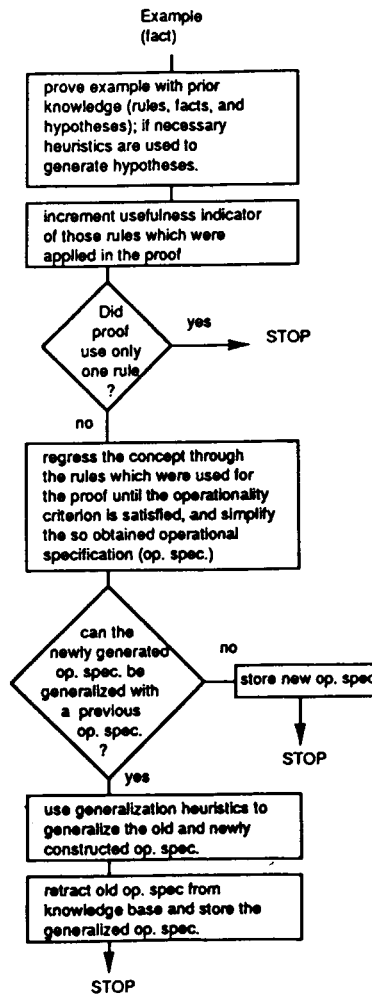 Example
(fact)
prove example with prior
knowledge (rules, facts, and
hypotheses); if necessary
heuristics are used to
generate hypotheses.
increment usefulness indicator
of those rules which were
applied in the proof
Did
proof
use only
one rule
?
yes
STOP
no
regress the concept through
the rules which were used for
the proof until the operationality
criterion is satisfied, and simplify
the so obtained operational
specification (op. spec.)
can the
newly generated
op. spec. be
generalized with
a previous
op. spec.
?
no
store new op. spec
STOP
yes
use generalization heuristics to
generalize the old and newly
constructed op. spec.
retract old op. spec from
knowledge base and store the
generalized op. spec.
STOP